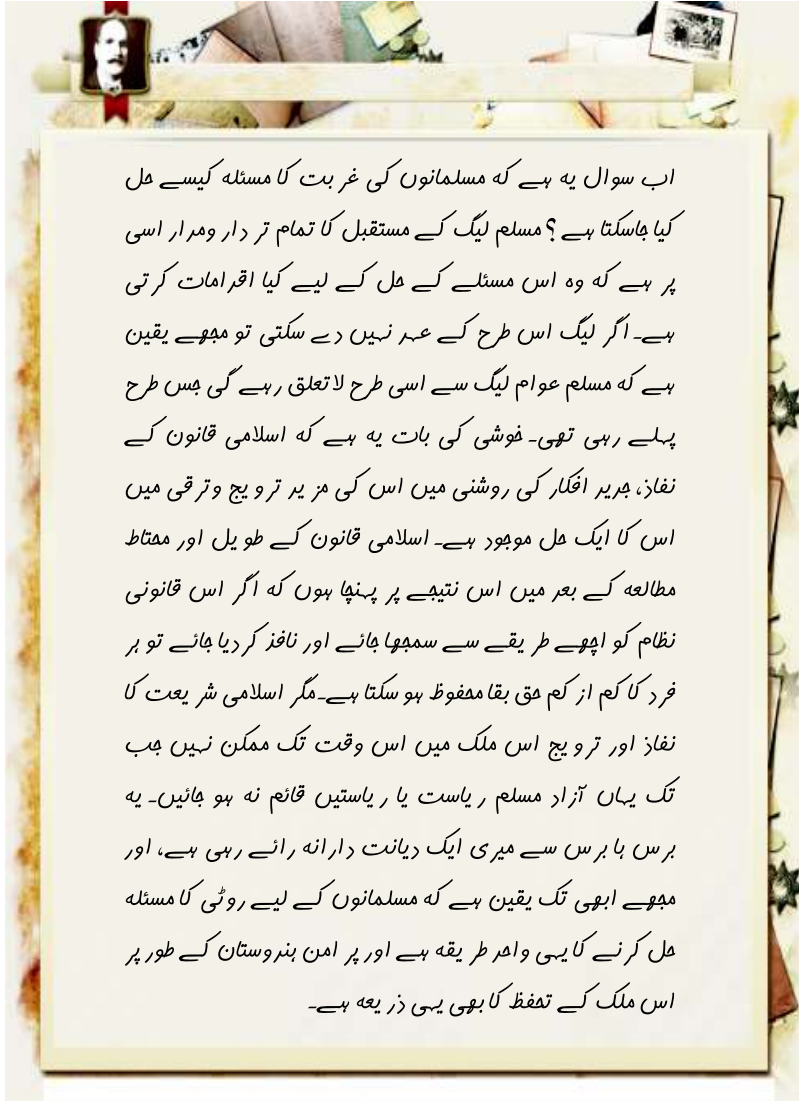 اب سوال یہ ہے کہ مسلمانوں کی غربت کا مسئلہ کیسے حل
کیا جاسکتا ہے؟ مسلم لیگ کے مستقبل کا تمام تر دار ومدار اسی
پر ہے کہ وہ اس مسئلے کے حل کے لیے کیا اقدامات کرتی
ہے۔ اگر لیگ اس طرح کے عہد نہیں دے سکتی تو مجھے یقین
ہے کہ مسلم عوام لیگ سے اسی طرح لا تعلق رہے گی جس طرح
پہلے رہی تھی۔ خوشی کی بات یہ ہے کہ اسلامی قانون کے
نفاذ، جدید افکار کی روشنی میں اس کی مزید ترویج وترقی میں
اس کا ایک حل موجود ہے۔ اسلامی قانون کے طویل اور محتاط
مطالعہ کے بعد میں اس نتیجے پر پہنچا ہوں کہ اگر اس قانونی
نظام کو اچھے طریقے سے سمجھا جائے اور نافذ کردیا جائے تو ہر
فرد کا کم از کم حق بقا محفوظ ہو سکتا ہے۔ مگر اسلامی شریعت کا
نفاذ اور ترویج اس ملک میں اس وقت تک ممکن نہیں جب
تک یہاں آزاد مسلم ریاست یا ریاستیں قائم نہ ہو جائیں۔ یہ
برس ہا برس سے میری ایک دیانت دارانہ رائے رہی ہے، اور
مجھے ابھی تک یقین ہے کہ مسلمانوں کے لیے روٹی کا مسئلہ
حل کرنے کا یہی واحد طریقہ ہے اور پر امن ہندوستان کے طور پر
اس ملک کے تحفظ کا بھی یہی ذریعہ ہے۔